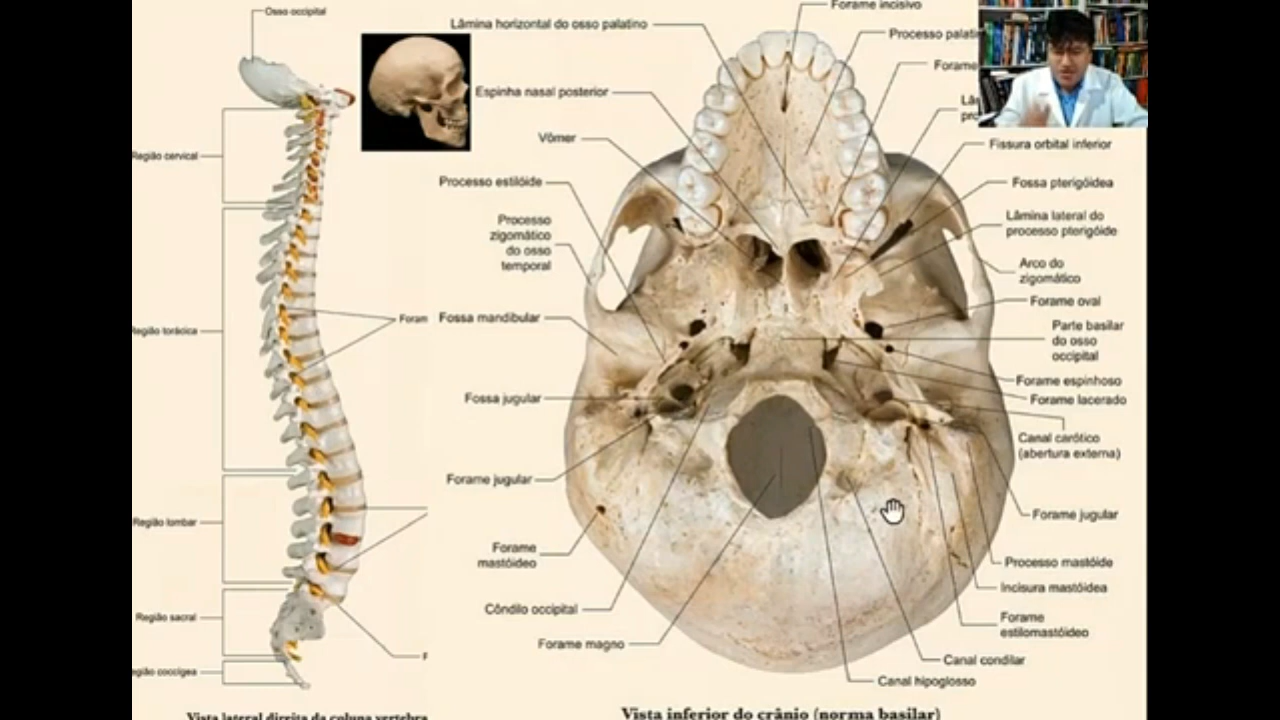 Osso occipital
Região cervical
Região torácica
Foram
Região lombar
Região sacral
egião coccígea
F
Vista lateral direita da coluna vertebra
Forame incisivo
Lâmina horizontal do osso palatino
Processo palati
Forame
Espinha nasal posterior
Lâ
pro
Vômer
Fissura orbital inferior
Processo estilóide
Fossa pterigóidea
Processo
zigomático
do osso
temporal
Lâmina lateral do
processo pterigóide
Arco do
zigomático
Forame oval
Fossa mandibular
Parte basilar
do osso
occipital
Forame espinhoso
Fossa jugular
Forame lacerado
Canal carótico
(abertura externa)
Forame jugular
Forame jugular
Forame
mastóideo
Processo mastóide
Incisura mastóidea
Côndilo occipital
Forame
estilomastóideo
Forame magno
Canal condilar
Canal hipoglosso
Vista inferior do crânio (norma basilar)